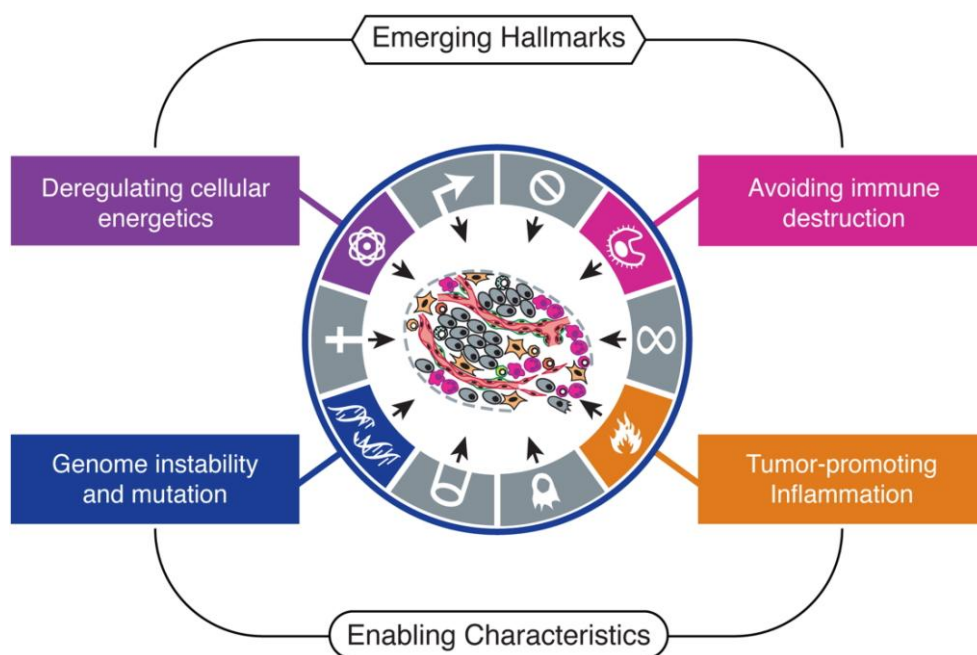 Emerging Hallmarks
Deregulating cellular
energetics
Avoiding immune
destruction
Genome instability
and mutation
Tumor-promoting
Inflammation
Enabling Characteristics